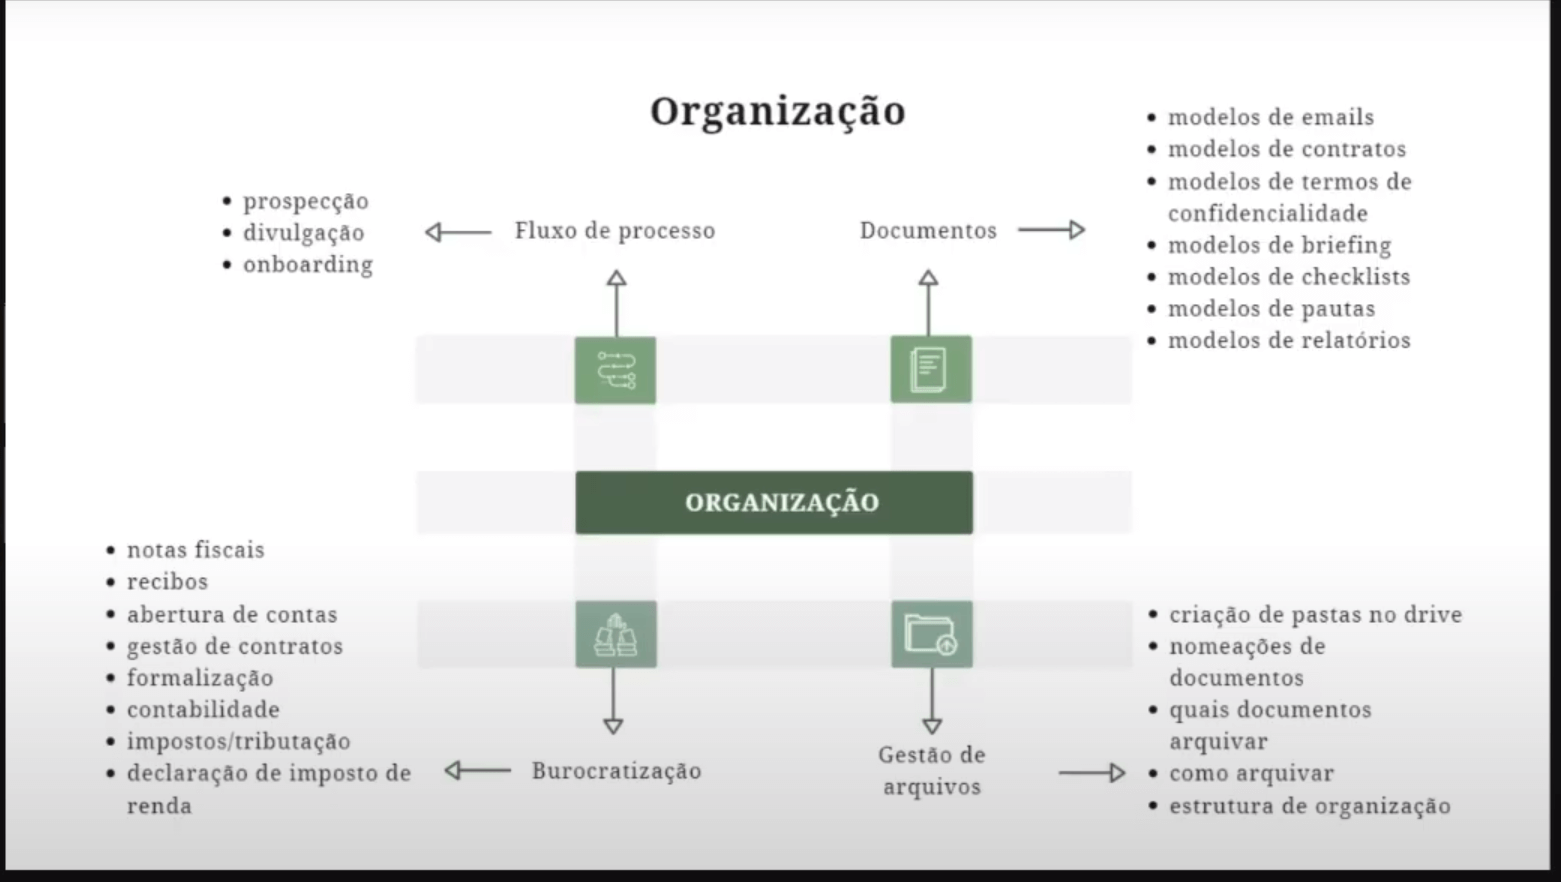 Organização
prospecção
divulgação
onboarding
Fluxo de processo
Documentos
modelos de emails
modelos de contratos
modelos de termos de
confidencialidade
modelos de briefing
modelos de checklists
modelos de pautas
modelos de relatórios
ORGANIZAÇÃO
notas fiscais
recibos
abertura de contas
gestão de contratos
formalização
contabilidade
impostos/tributação
declaração de imposto de
renda
Burocratização
Gestão de
arquivos
criação de pastas no drive
nomeações de
documentos
quais documentos
arquivar
como arquivar
estrutura de organização